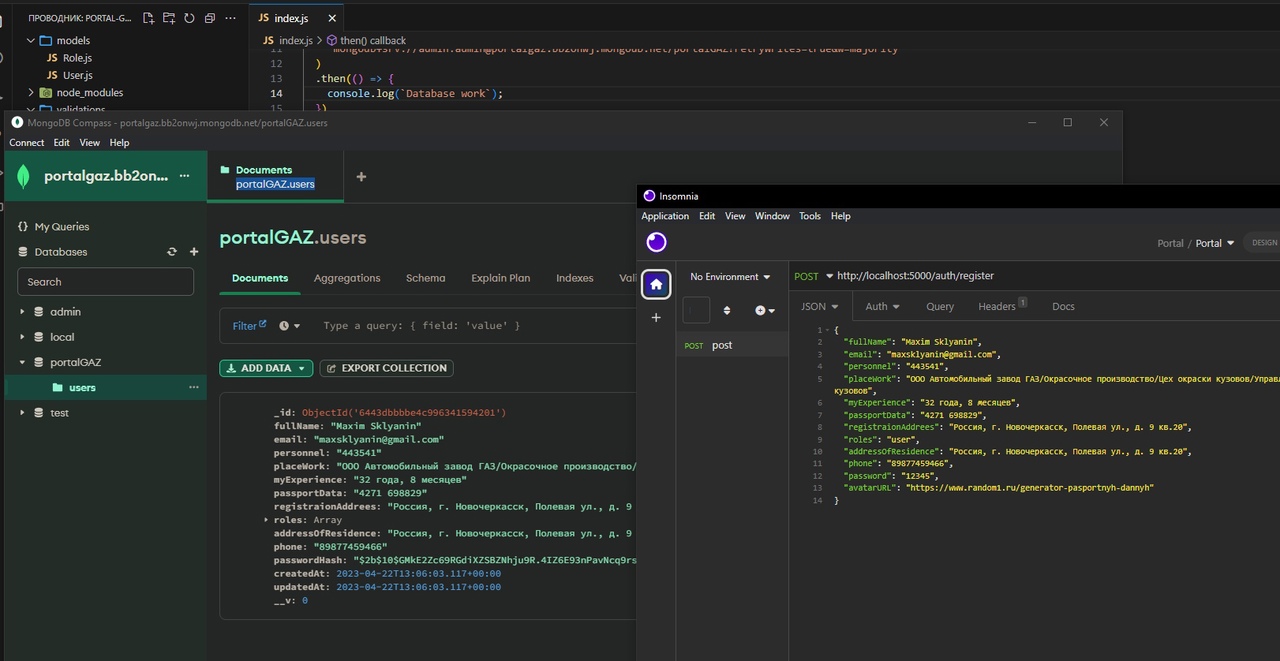 ПРОВОДНИК: PORTAL-G...
JS index.js
JS index.js > then() callback
models
JS Role.js
JS User.js
node_modules
validations
11 mongodb+srv://admin:admin@portalgaz.bb2onwj.mongodb.net/portalGAZ?retryWrites=true&w=majority
12 )
13 .then(() => {
14 console.log(`Database work`);
15 })
MongoDB Compass - portalgaz.bb2onwj.mongodb.net/portalGAZ.users
Connect Edit View Help
portalgaz.bb2on... ...
Documents
portalGAZ.users
{} My Queries
Databases
Search
admin
local
portalGAZ
users
test
portalGAZ.users
Documents Aggregations Schema Explain Plan Indexes Vali
Filter Type a query: { field: 'value' }
ADD DATA EXPORT COLLECTION
_id: ObjectId('6443dbbbbe4c996341594201')
fullName: "Maxim Sklyanin"
email: "maxsklyanin@gmail.com"
personnel: "443541"
placeWork: "ООО Автомобильный завод ГАЗ/Окрасочное производство/
myExperience: "32 года, 8 месяцев"
passportData: "4271 698829"
registraionAddrees: "Россия, г. Новочеркасск, Полевая ул., д. 9
roles: Array
addressOfResidence: "Россия, г. Новочеркасск, Полевая ул., д. 9
phone: "89877459466"
passwordHash: "$2b$10$GMkE2Zc69RGdiXZSBZNhju9R.4IZ6E93nPavNcq9rs
createdAt: 2023-04-22T13:06:03.117+00:00
updatedAt: 2023-04-22T13:06:03.117+00:00
__v: 0
Insomnia
Application Edit View Window Tools Help
Portal / Portal DESIGN
No Environment
POST http://localhost:5000/auth/register
JSON Auth Query Headers 1 Docs
POST post
1 {
2 "fullName": "Maxim Sklyanin",
3 "email": "maxsklyanin@gmail.com",
4 "personnel": "443541",
5 "placeWork": "ООО Автомобильный завод ГАЗ/Окрасочное производство/Цех окраски кузовов/Управл
кузовов",
6 "myExperience": "32 года, 8 месяцев",
7 "passportData": "4271 698829",
8 "registraionAddrees": "Россия, г. Новочеркасск, Полевая ул., д. 9 кв.20",
9 "roles": "user",
10 "addressOfResidence": "Россия, г. Новочеркасск, Полевая ул., д. 9 кв.20",
11 "phone": "89877459466",
12 "password": "12345",
13 "avatarURL": "https://www.random1.ru/generator-pasportnyh-dannyh"
14 }